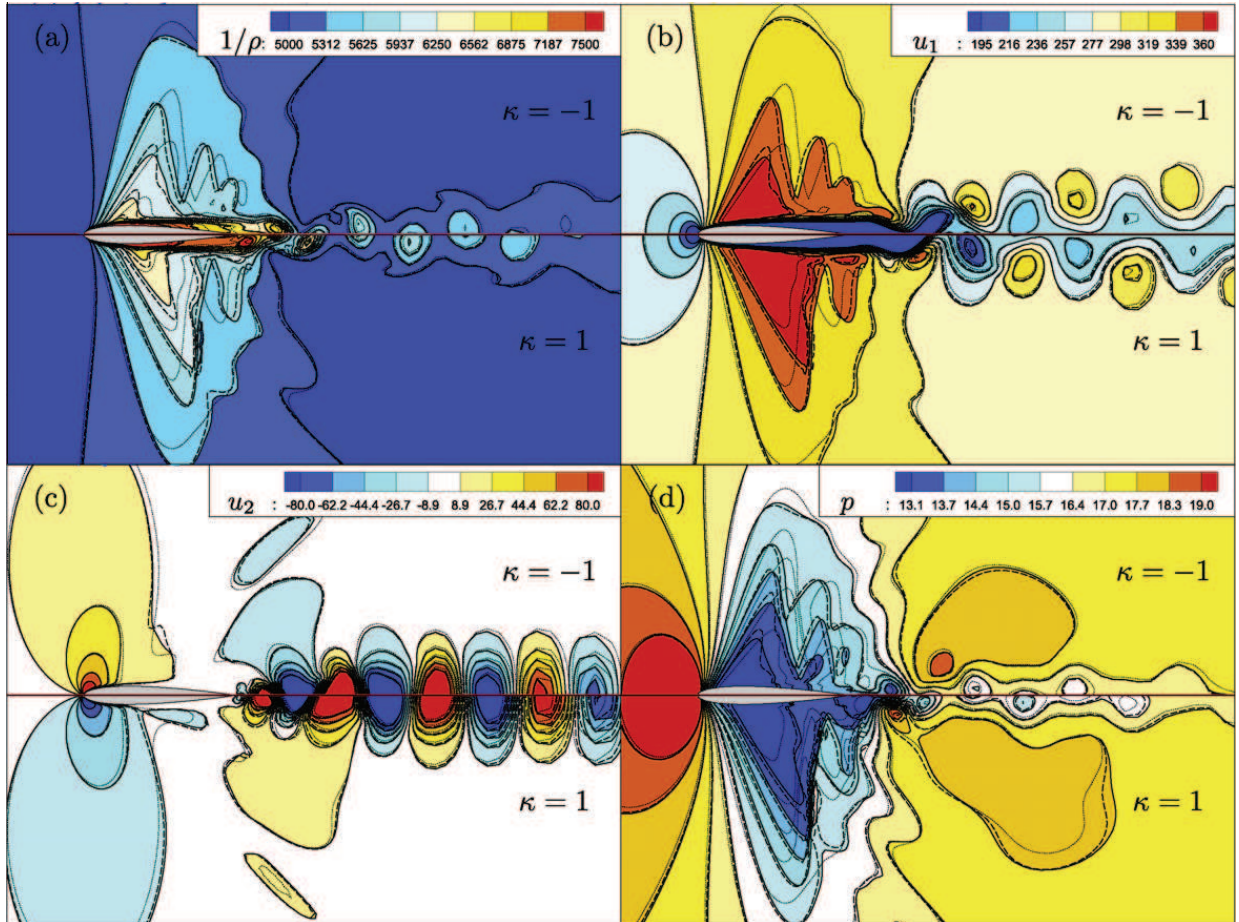 (a) 1/ρ: 5000 5312 5625 5937 6250 6562 6875 7187 7500
κ = −1
κ = 1
(b) u₁ : 195 216 236 257 277 298 319 339 360
κ = −1
κ = 1
(c) u₂ : -80.0 -62.2 -44.4 -26.7 -8.9 8.9 26.7 44.4 62.2 80.0
κ = −1
κ = 1
(d) p : 13.1 13.7 14.4 15.0 15.7 16.4 17.0 17.7 18.3 19.0
κ = −1
κ = 1